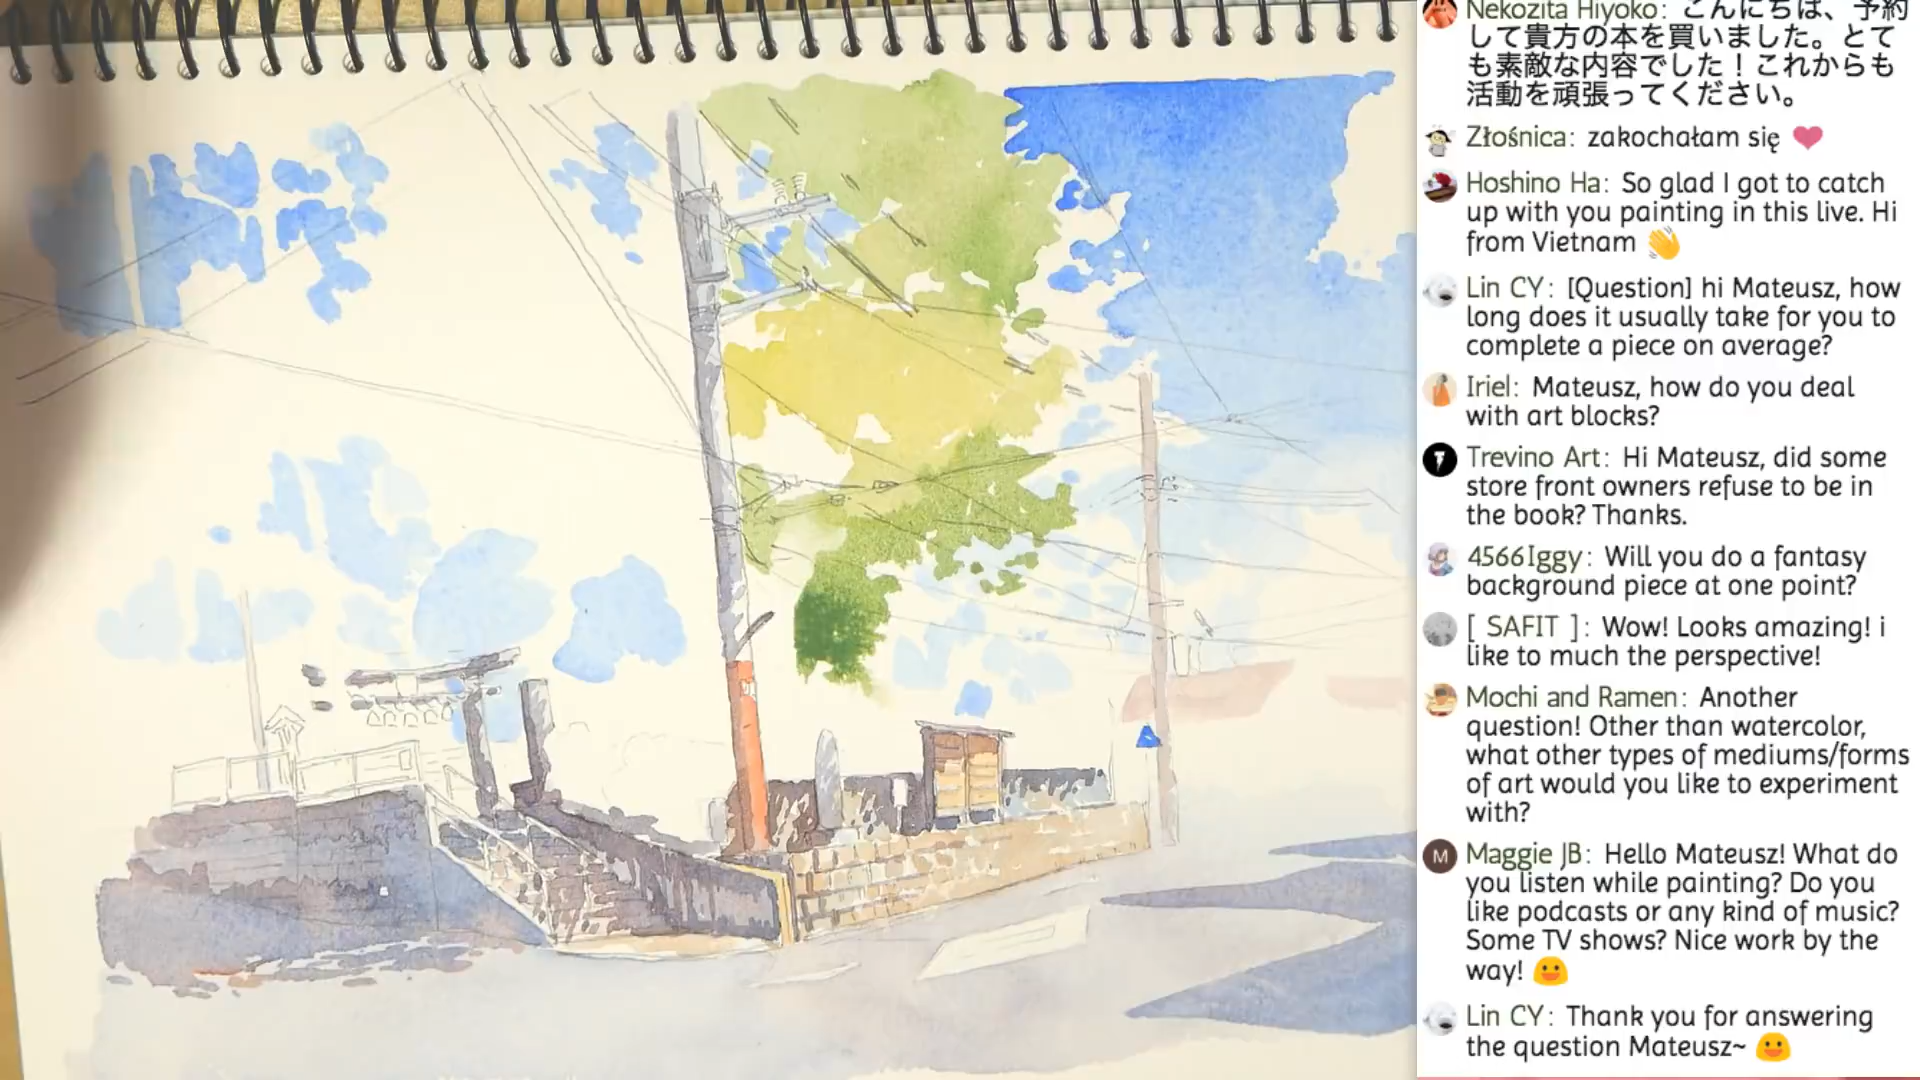 Nekozita Hiyoko: こんにちは、予約
して貴方の本を買いました。とて
も素敵な内容でした！これからも
活動を頑張ってください。
Złośnica: zakochałam się ❤
Hoshino Ha: So glad I got to catch
up with you painting in this live. Hi
from Vietnam 👋
Lin CY: [Question] hi Mateusz, how
long does it usually take for you to
complete a piece on average?
Iriel: Mateusz, how do you deal
with art blocks?
Trevino Art: Hi Mateusz, did some
store front owners refuse to be in
the book? Thanks.
4566Iggy: Will you do a fantasy
background piece at one point?
[ SAFIT ]: Wow! Looks amazing! i
like to much the perspective!
Mochi and Ramen: Another
question! Other than watercolor,
what other types of mediums/forms
of art would you like to experiment
with?
M Maggie JB: Hello Mateusz! What do
you listen while painting? Do you
like podcasts or any kind of music?
Some TV shows? Nice work by the
way! 😃
Lin CY: Thank you for answering
the question Mateusz~ 😃